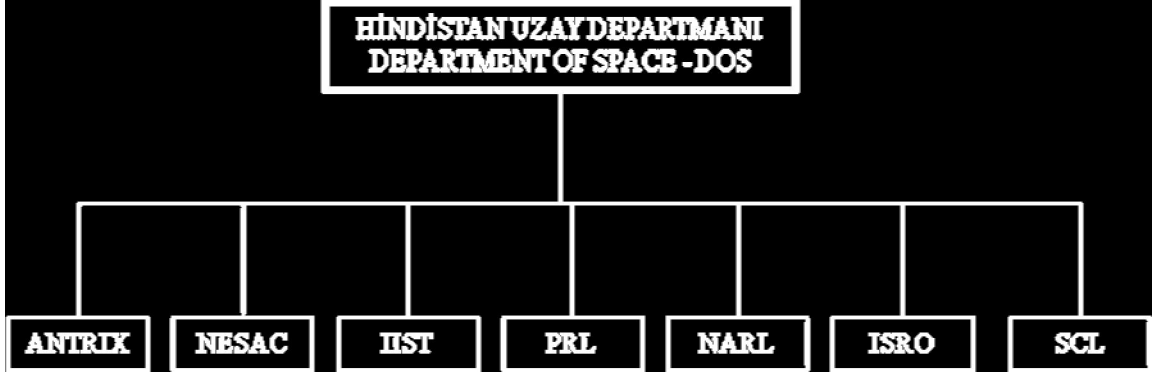 HİNDİSTAN UZAY DEPARTMANI
DEPARTMENT OF SPACE - DOS
ANTRIX NESAC IIST PRL NARL ISRO SCL